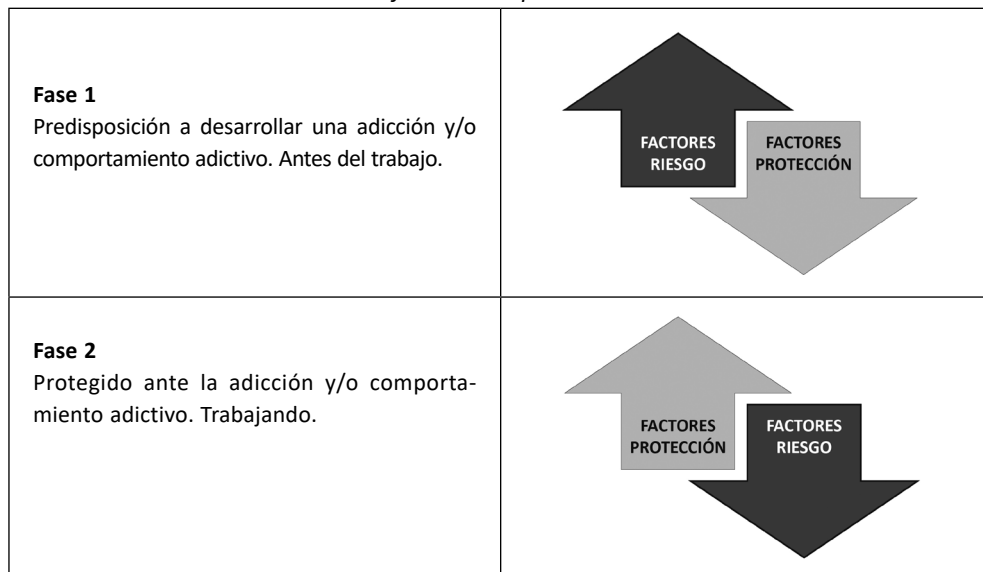 Fase 1
Predisposición a desarrollar una adicción y/o
comportamiento adictivo. Antes del trabajo.
FACTORES
RIESGO
FACTORES
PROTECCIÓN
Fase 2
Protegido ante la adicción y/o comporta-
miento adictivo. Trabajando.
FACTORES
PROTECCIÓN
FACTORES
RIESGO